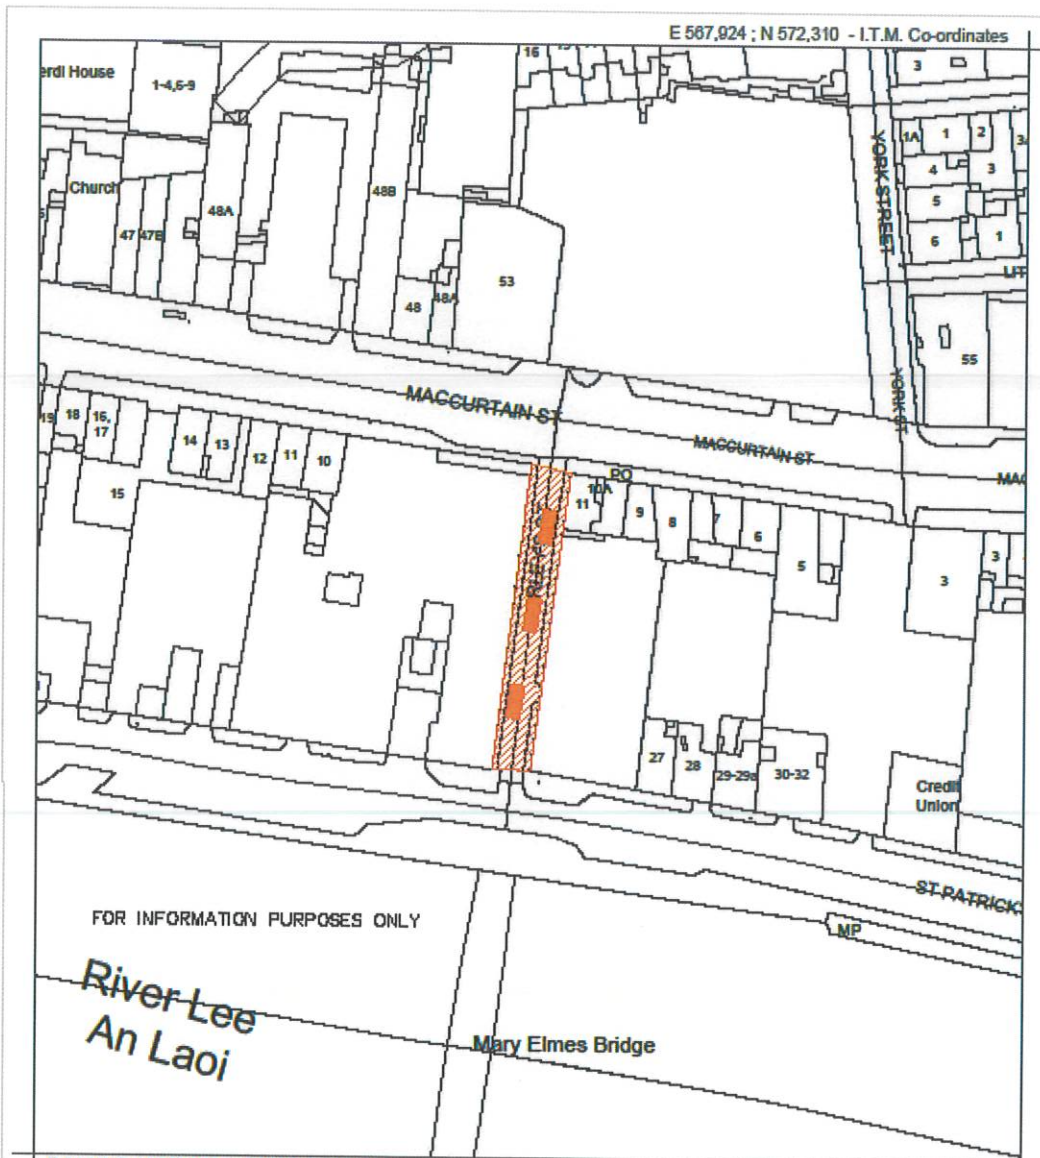 E 567,924 ; N 572,310 - I.T.M. Co-ordinates
erdi House
1-4,6-9
16
3
1A
1
2
4
3
5
6
1
YORK STREET
Church
48A
48B
47
47B
48
48A
53
LIT
55
YORK ST
MACCURTAIN ST
MACCURTAIN ST
MAC
19
18
16,
17
14
13
12
11
10
15
PO
10A
11
9
8
7
6
5
3
3
27
28
29-29a
30-32
Credit
Union
ST PATRICK'S
MP
FOR INFORMATION PURPOSES ONLY
River Lee
An Laoi
Mary Elmes Bridge